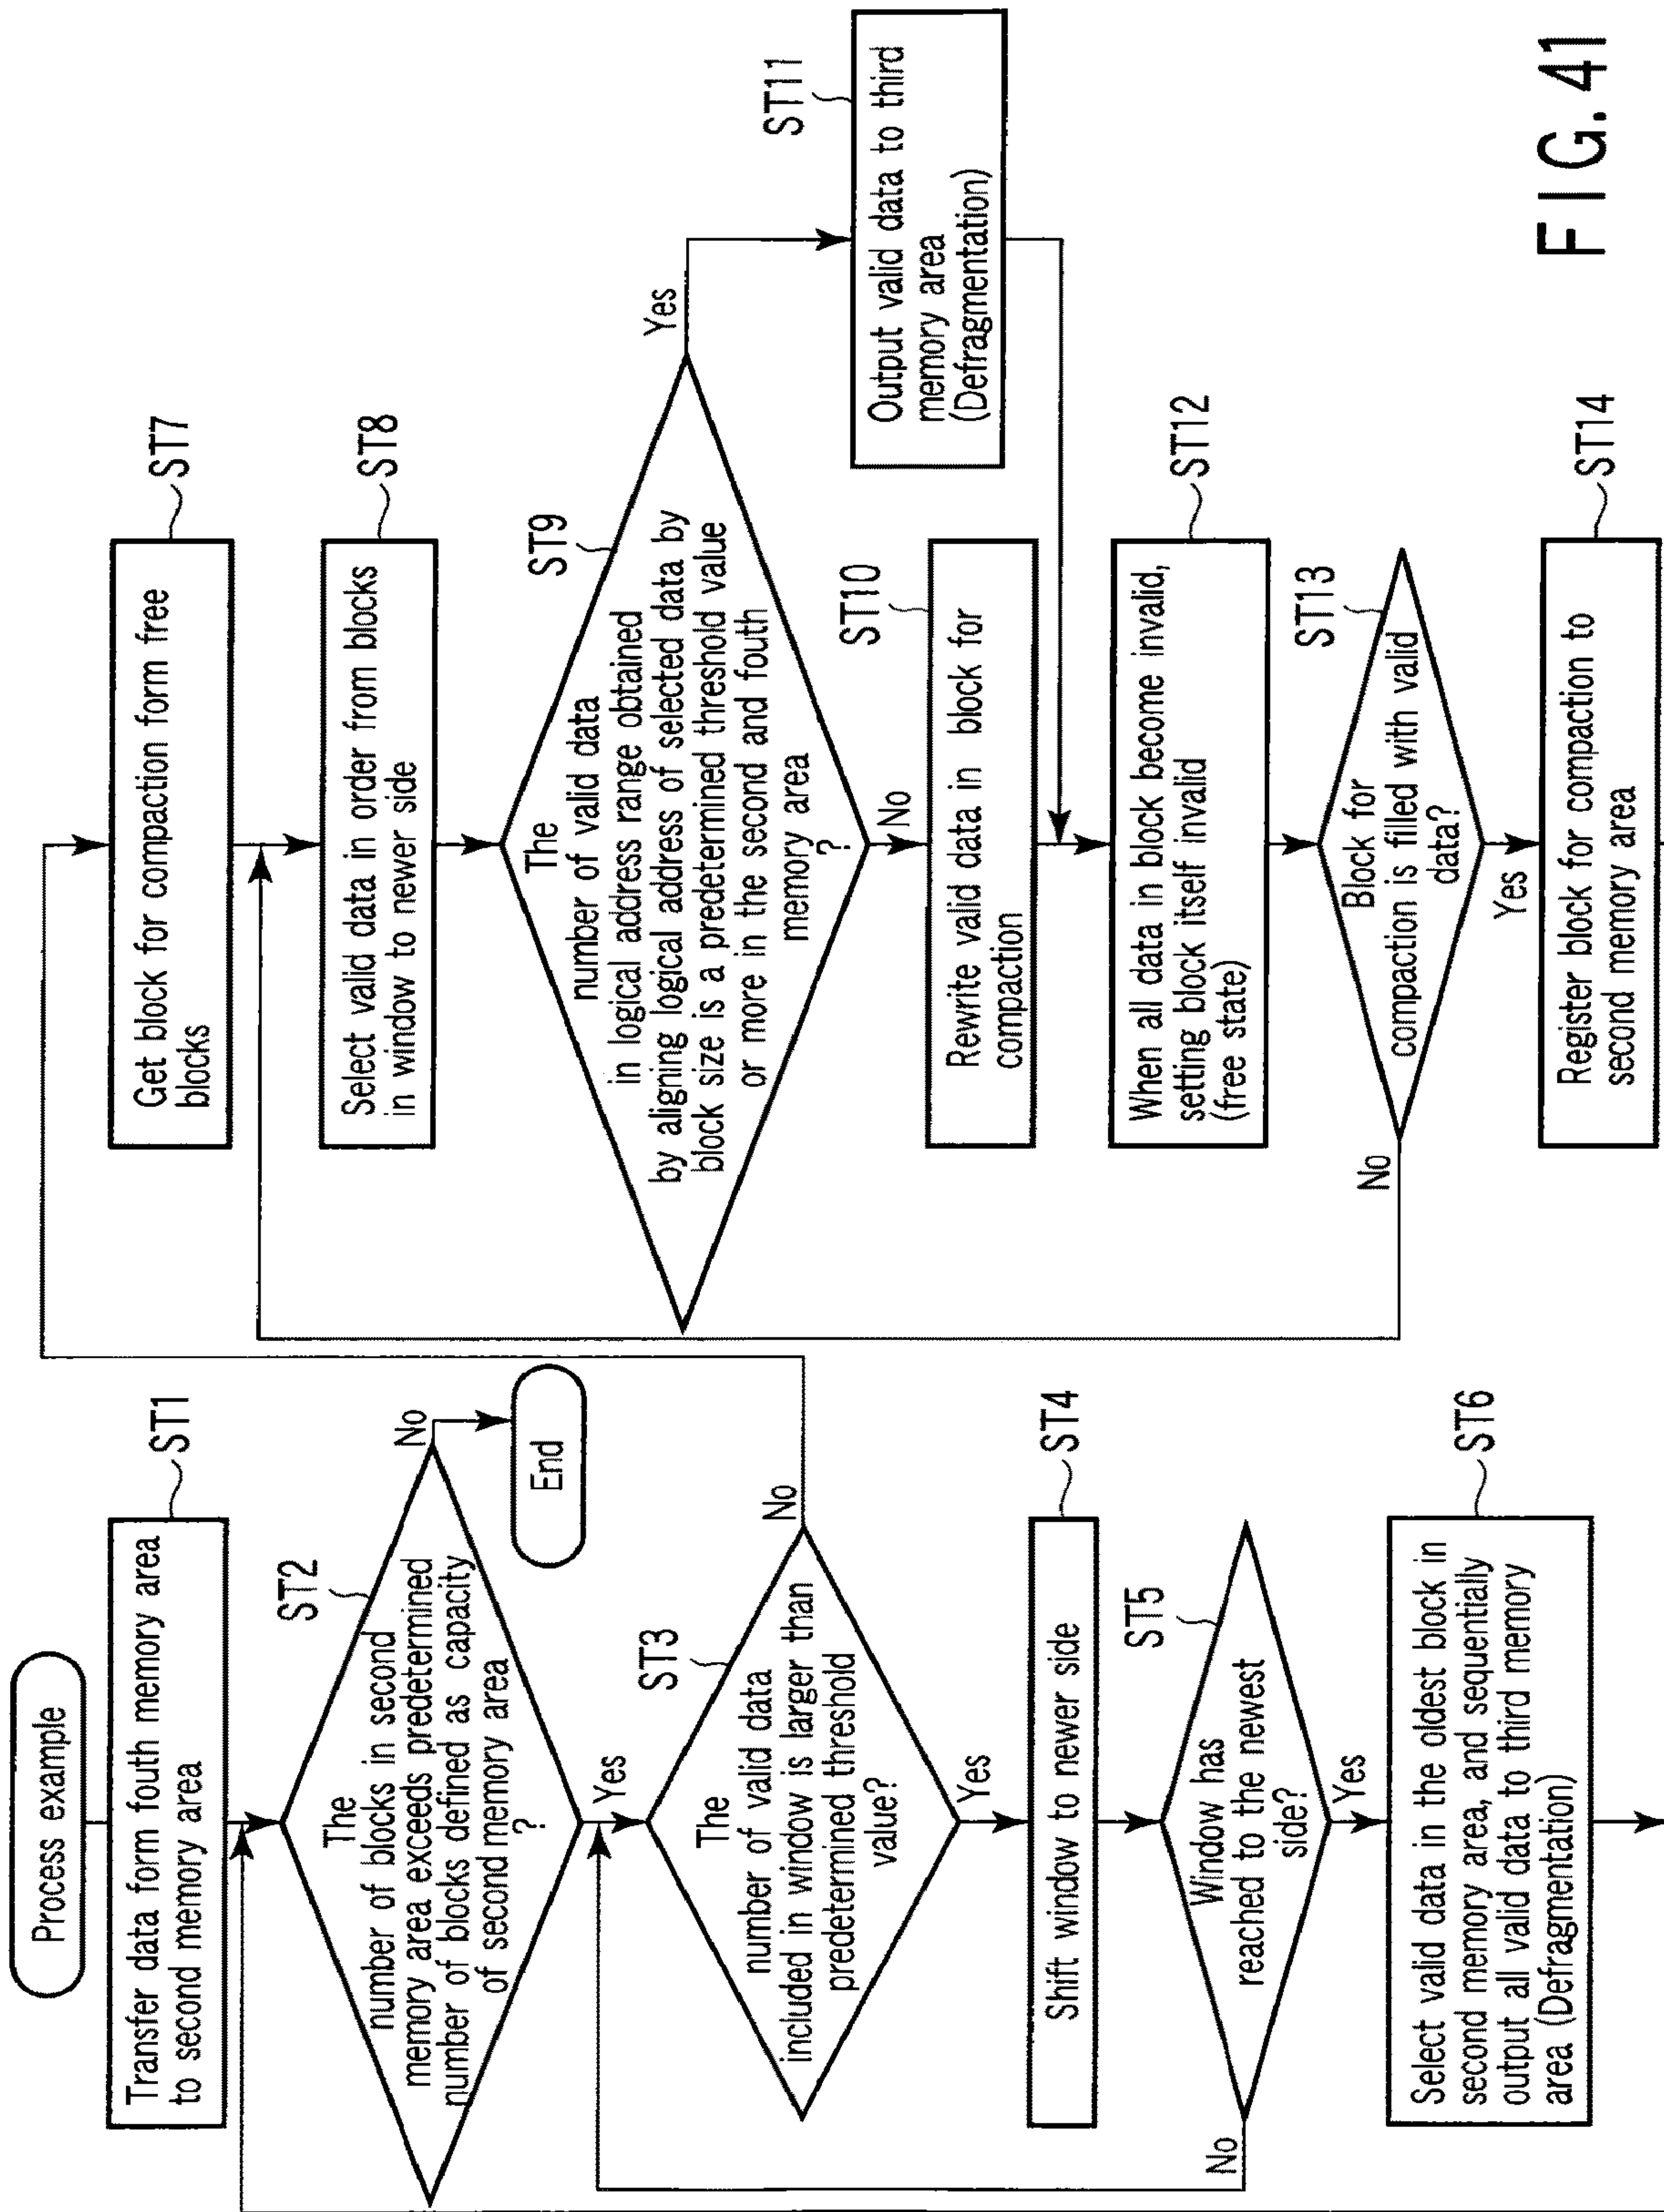 Process example
Transfer data form fouth memory area
to second memory area
ST1
ST2
The
number of blocks in second
memory area exceeds predetermined
number of blocks defined as capacity
of second memory area
?
No
End
Yes
ST3
The
number of valid data
included in window is larger than
predetermined threshold
value?
No
Yes
Shift window to newer side
ST4
ST5
Window has
reached to the newest
side?
No
Yes
Select valid data in the oldest block in
second memory area, and sequentially
output all valid data to third memory
area (Defragmentation)
ST6
Get block for compaction form free
blocks
ST7
Select valid data in order from blocks
in window to newer side
ST8
ST9
The
number of valid data
in logical address range obtained
by aligning logical address of selected data by
block size is a predetermined threshold value
or more in the second and fouth
memory area
?
Yes
No
ST10
Rewrite valid data in block for
compaction
ST11
Output valid data to third
memory area
(Defragmentation)
When all data in block become invalid,
setting block itself invalid
(free state)
ST12
ST13
Block for
compaction is filled with valid
data?
No
Yes
Register block for compaction to
second memory area
ST14
FIG. 41